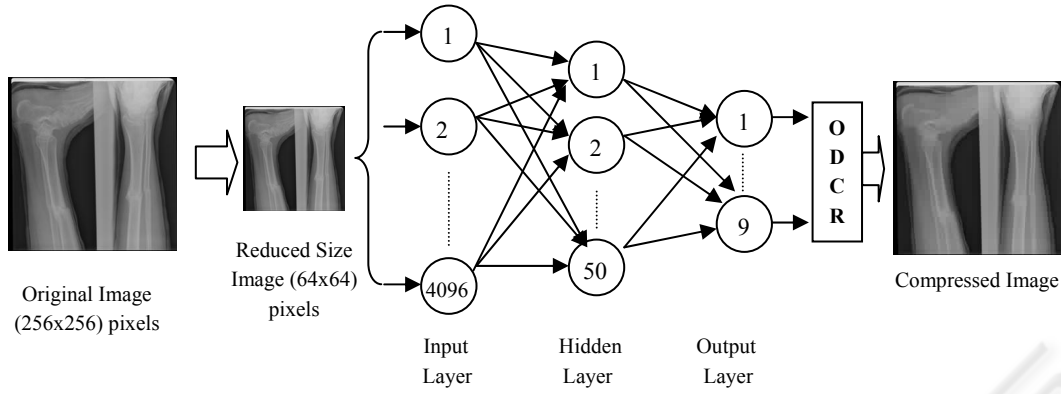 Original Image
(256x256) pixels
Reduced Size
Image (64x64)
pixels
1
2
4096
Input
Layer
1
2
50
Hidden
Layer
1
9
Output
Layer
O
D
C
R
Compressed Image